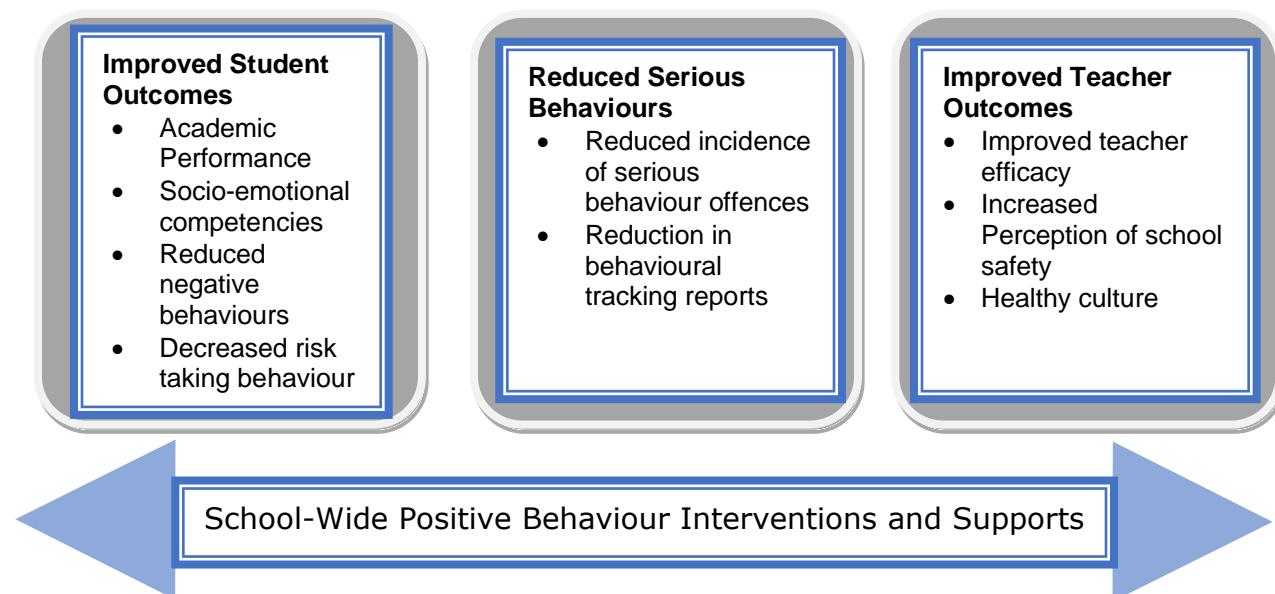 Improved Student
Outcomes
• Academic
Performance
• Socio-emotional
competencies
• Reduced
negative
behaviours
• Decreased risk
taking behaviour
Reduced Serious
Behaviours
• Reduced incidence
of serious
behaviour offences
• Reduction in
behavioural
tracking reports
Improved Teacher
Outcomes
• Improved teacher
efficacy
• Increased
Perception of school
safety
• Healthy culture
School-Wide Positive Behaviour Interventions and Supports